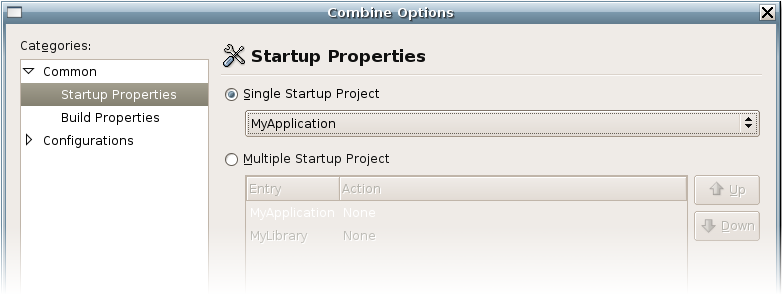 Combine Options
Categories:
Common
Startup Properties
Build Properties
Configurations
Startup Properties
Single Startup Project
MyApplication
Multiple Startup Project
Entry Action
MyApplication None
MyLibrary None
Up
Down